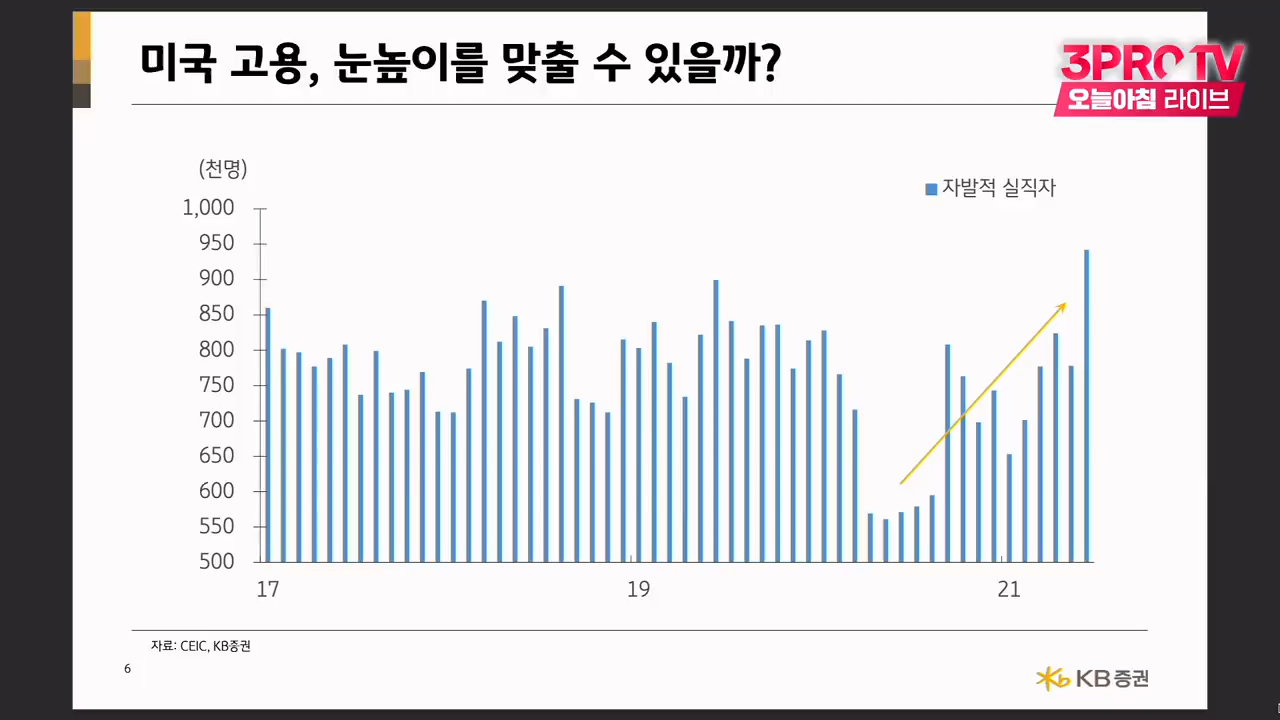 미국 고용, 눈높이를 맞출 수 있을까?
3PRO TV
오늘아침 라이브
(천명)
자발적 실직자
1,000
950
900
850
800
750
700
650
600
550
500
17 19 21
자료: CEIC, KB증권
6
KB증권